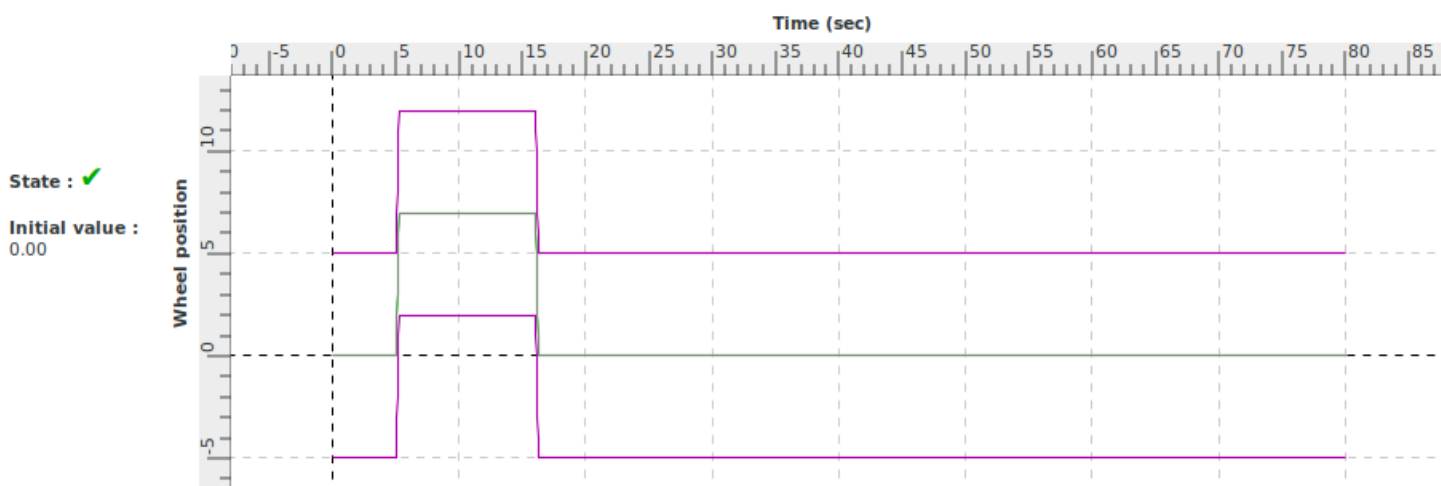 Time (sec)
0 -5 0 5 10 15 20 25 30 35 40 45 50 55 60 65 70 75 80 85
State : ✔
Initial value :
0.00
Wheel position
10
5
0
-5